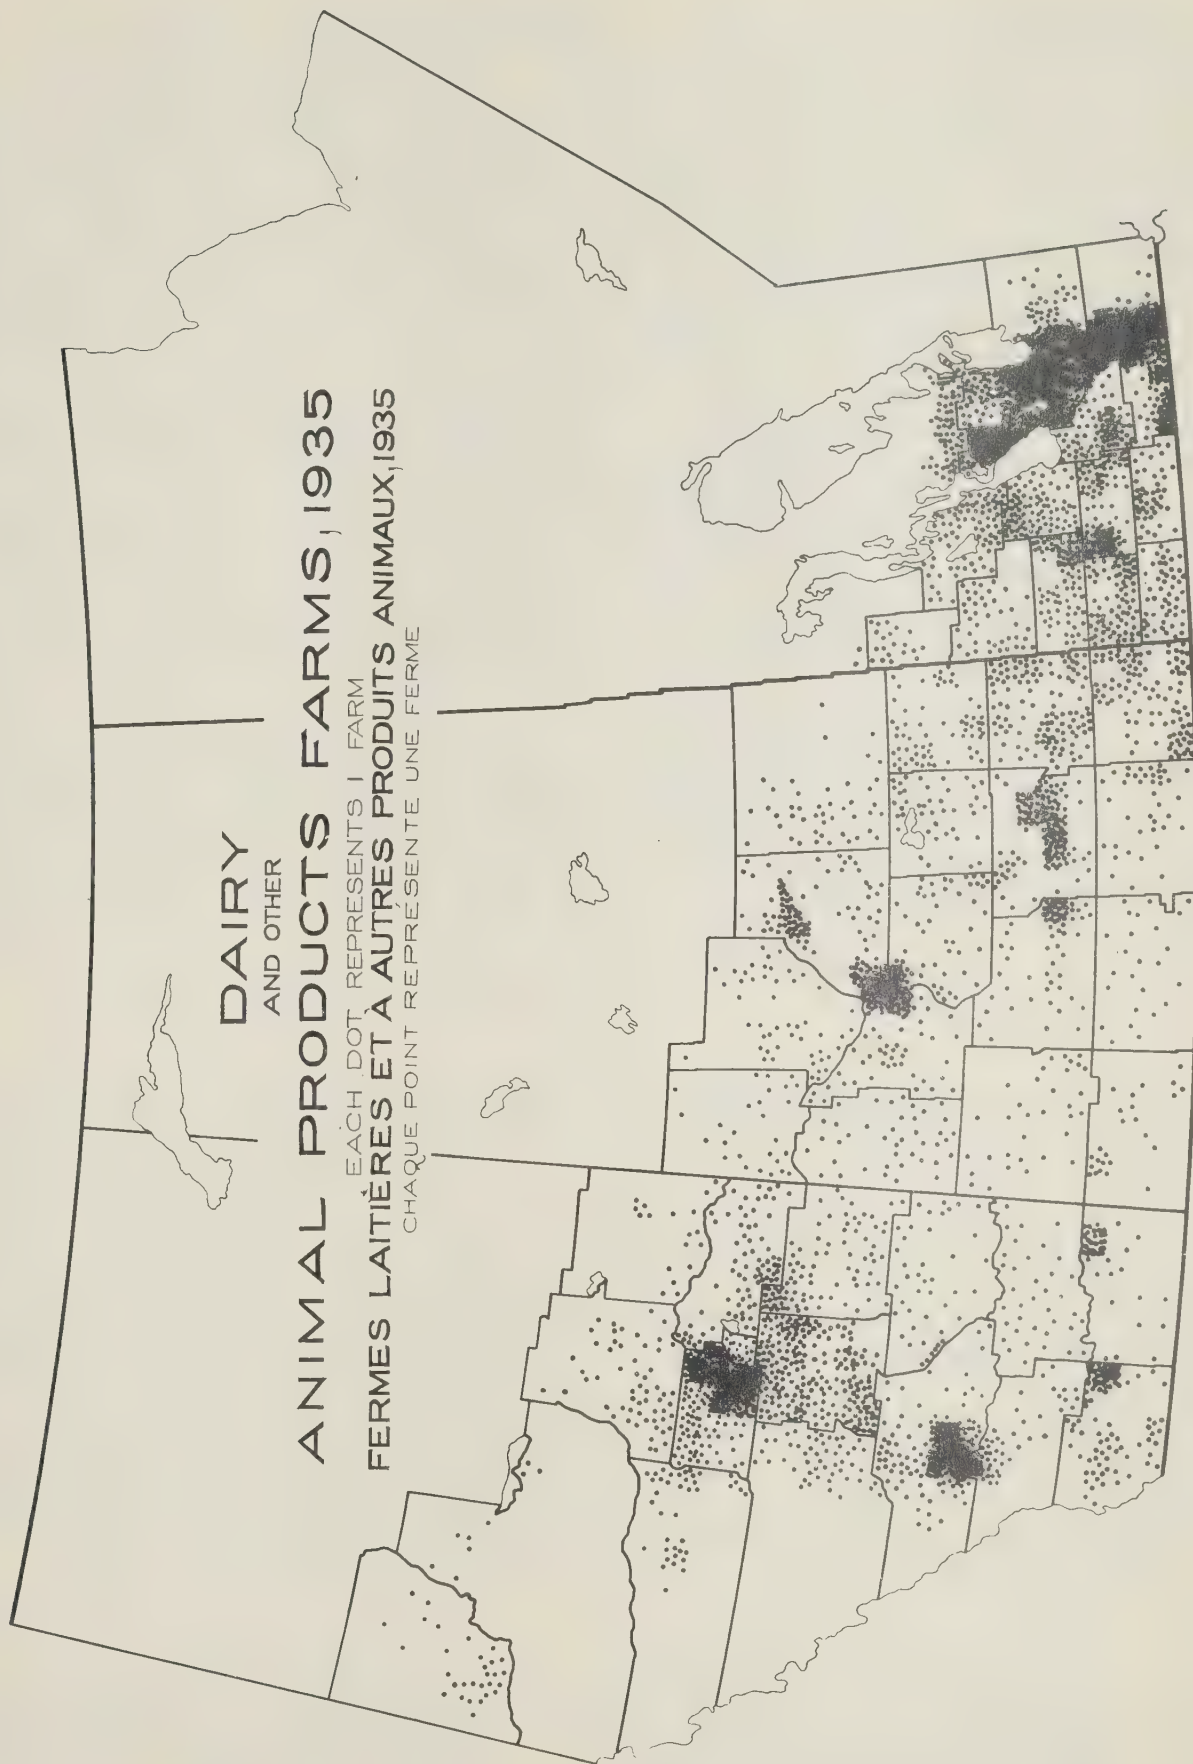 DAIRY
AND OTHER
ANIMAL PRODUCTS FARMS, 1935
EACH DOT REPRESENTS 1 FARM
FERMES LAITIÈRES ET À AUTRES PRODUITS ANIMAUX, 1935
CHAQUE POINT REPRÉSENTE UNE FERME